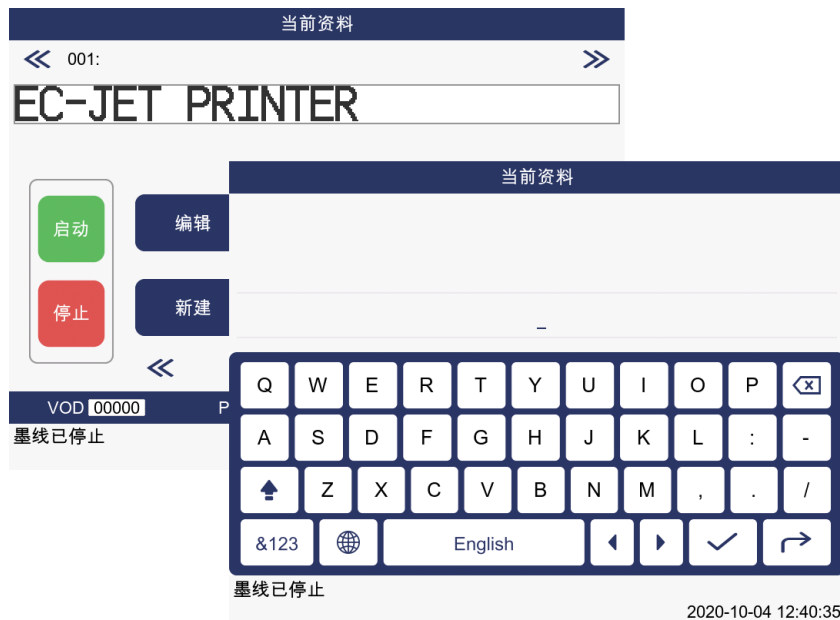 当前资料
001:
EC-JET PRINTER
启动
编辑
停止
新建
VOD 00000 P
墨线已停止
当前资料
_
Q W E R T Y U I O P
A S D F G H J K L : -
Z X C V B N M , . /
&123 English
墨线已停止
2020-10-04 12:40:35